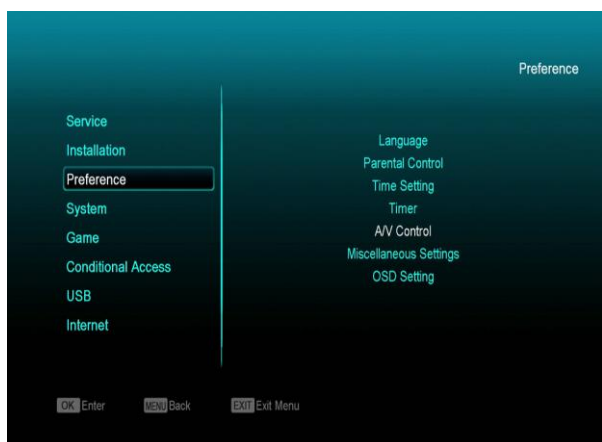 Preference
Service
Installation
Preference
System
Game
Conditional Access
USB
Internet
Language
Parental Control
Time Setting
Timer
A/V Control
Miscellaneous Settings
OSD Setting
OK Enter MENU Back EXIT Exit Menu